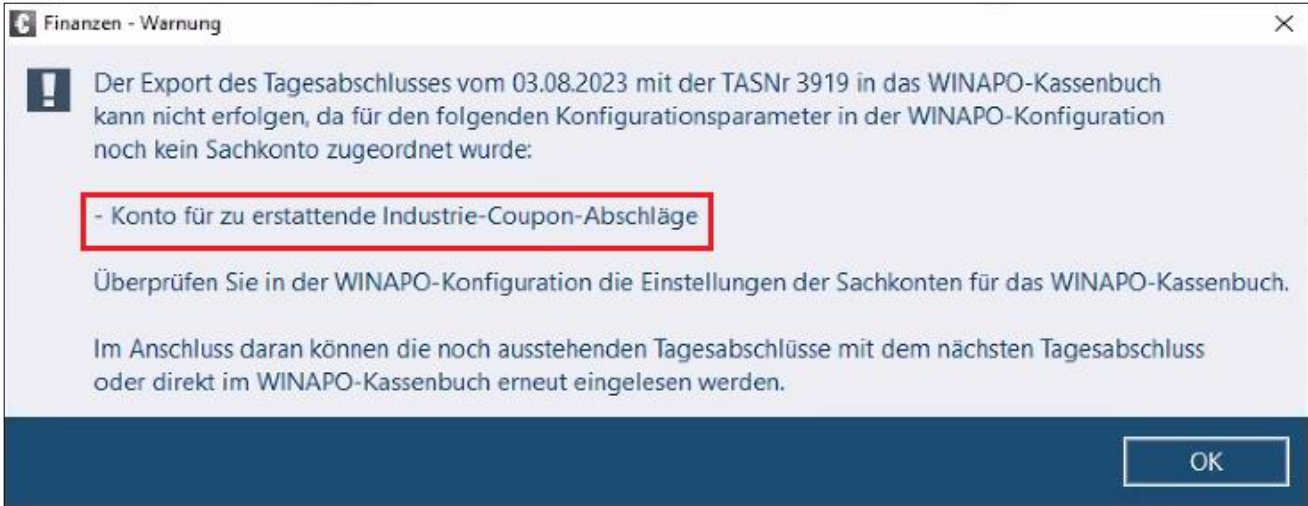 Finanzen - Warnung
Der Export des Tagesabschlusses vom 03.08.2023 mit der TASNr 3919 in das WINAPO-Kassenbuch
kann nicht erfolgen, da für den folgenden Konfigurationsparameter in der WINAPO-Konfiguration
noch kein Sachkonto zugeordnet wurde:
- Konto für zu erstattende Industrie-Coupon-Abschläge
Überprüfen Sie in der WINAPO-Konfiguration die Einstellungen der Sachkonten für das WINAPO-Kassenbuch.
Im Anschluss daran können die noch ausstehenden Tagesabschlüsse mit dem nächsten Tagesabschluss
oder direkt im WINAPO-Kassenbuch erneut eingelesen werden.
OK